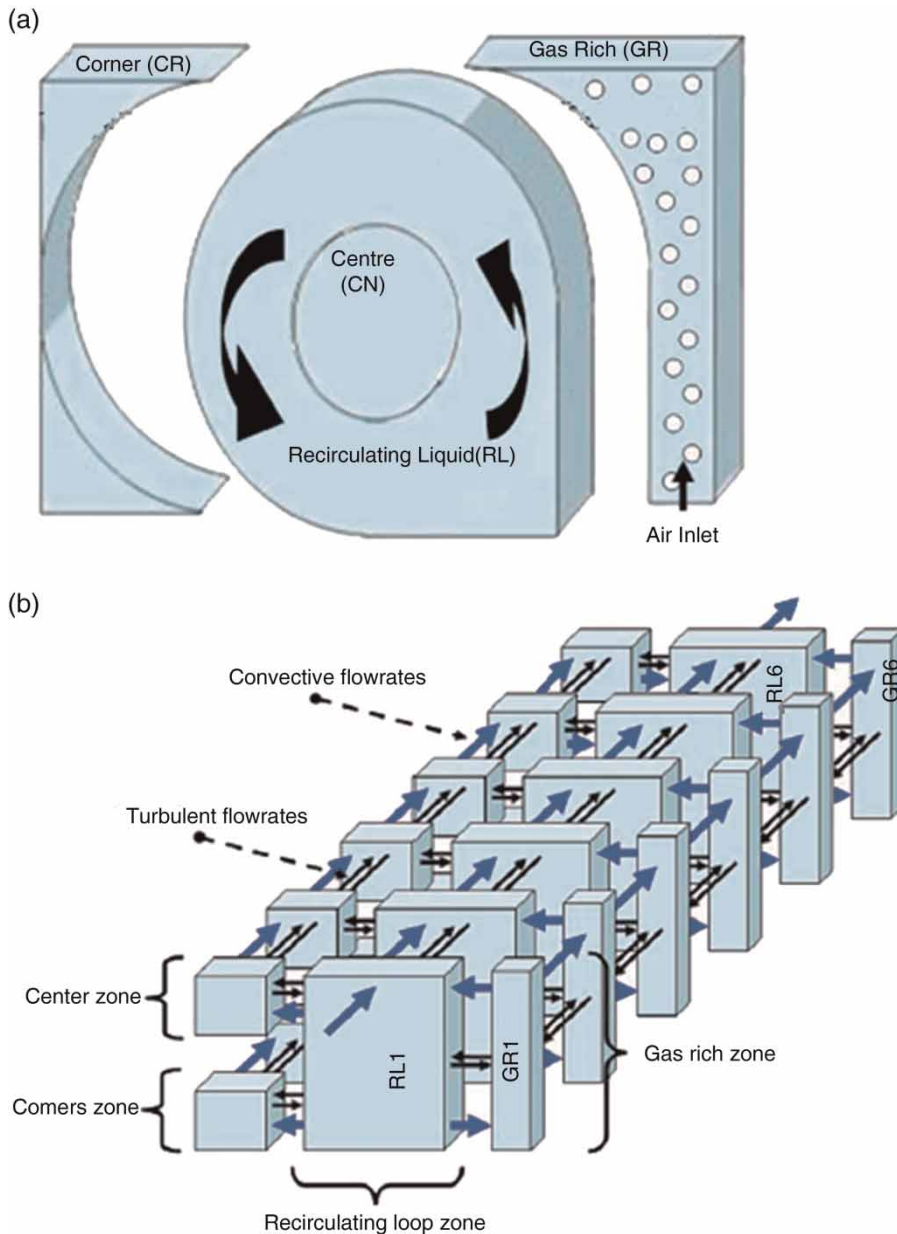 (a)
Corner (CR)
Gas Rich (GR)
Centre
(CN)
Recirculating Liquid(RL)
Air Inlet
(b)
Convective flowrates
RL6
GR6
Turbulent flowrates
Center zone
RL1
GR1
Gas rich zone
Comers zone
Recirculating loop zone